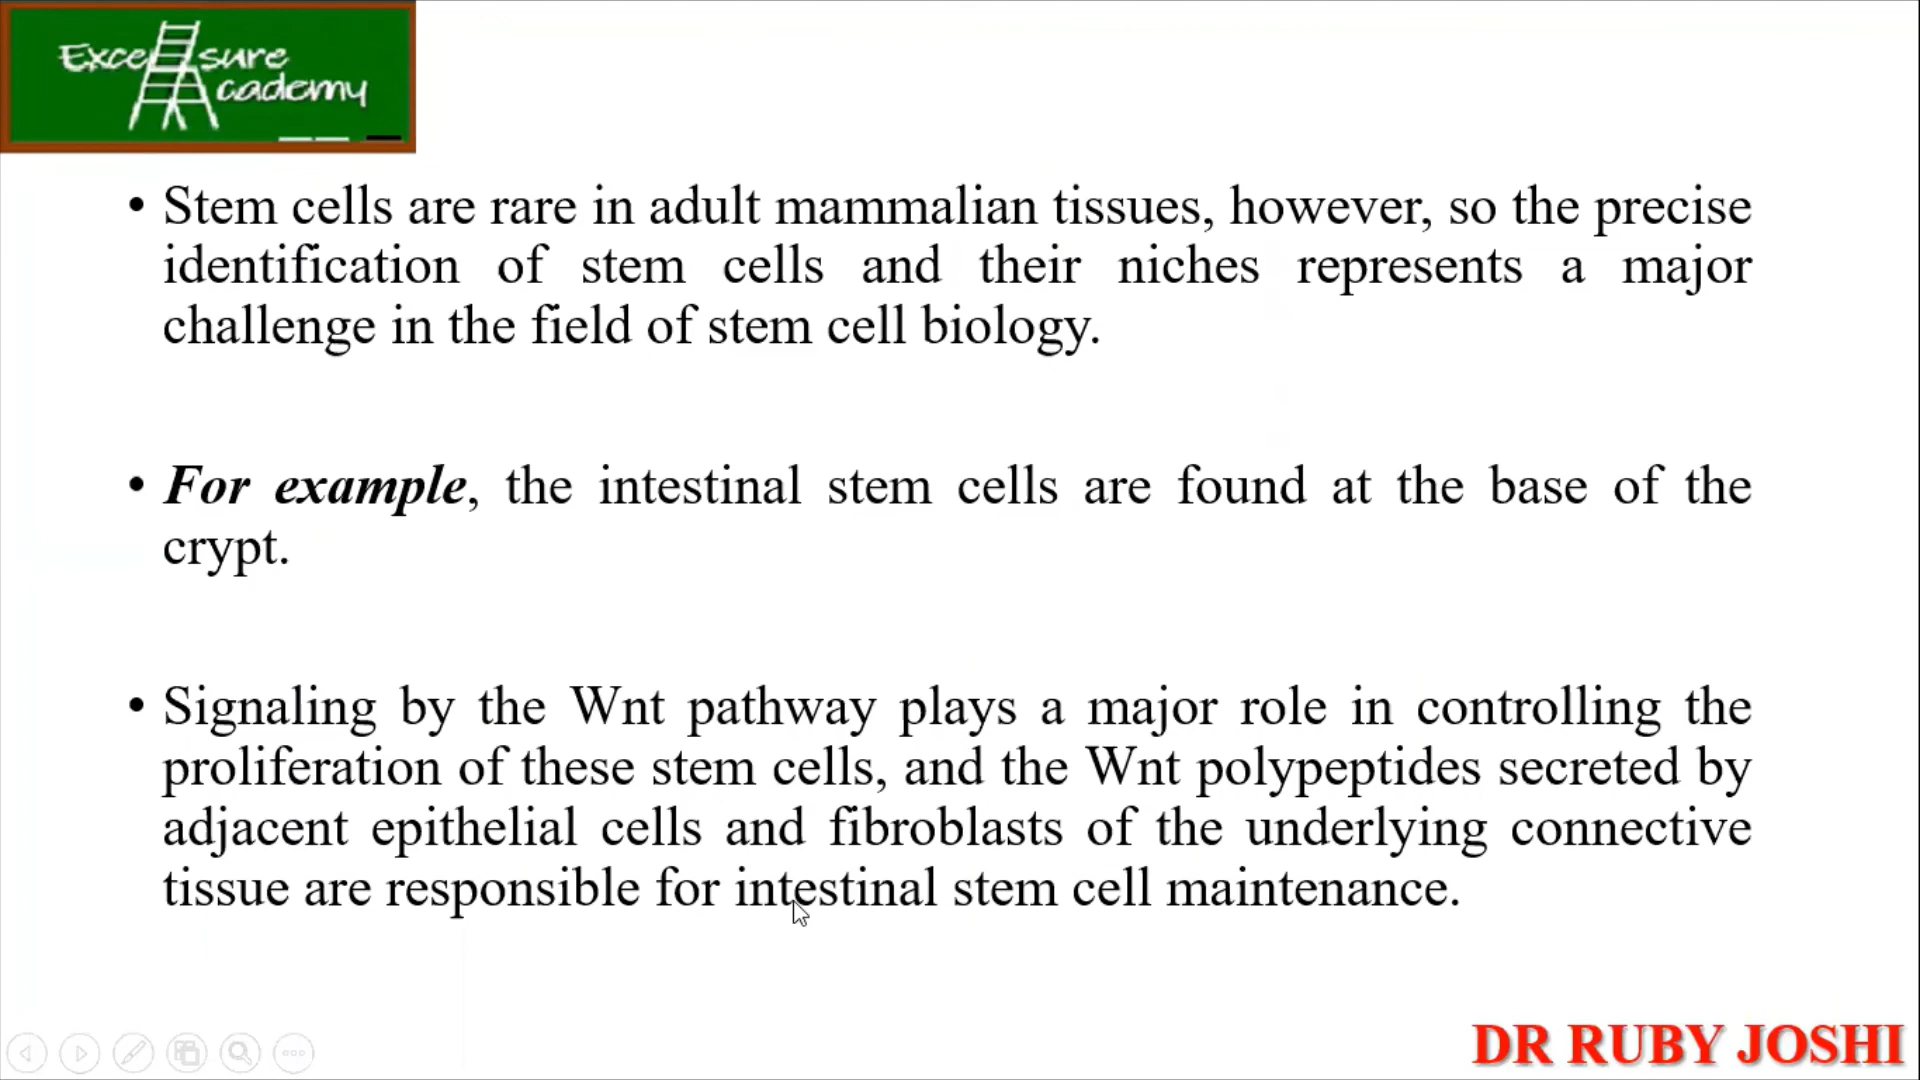 Excel sure
Academy
• Stem cells are rare in adult mammalian tissues, however, so the precise
identification of stem cells and their niches represents a major
challenge in the field of stem cell biology.
• For example, the intestinal stem cells are found at the base of the
crypt.
• Signaling by the Wnt pathway plays a major role in controlling the
proliferation of these stem cells, and the Wnt polypeptides secreted by
adjacent epithelial cells and fibroblasts of the underlying connective
tissue are responsible for intestinal stem cell maintenance.
DR RUBY JOSHI